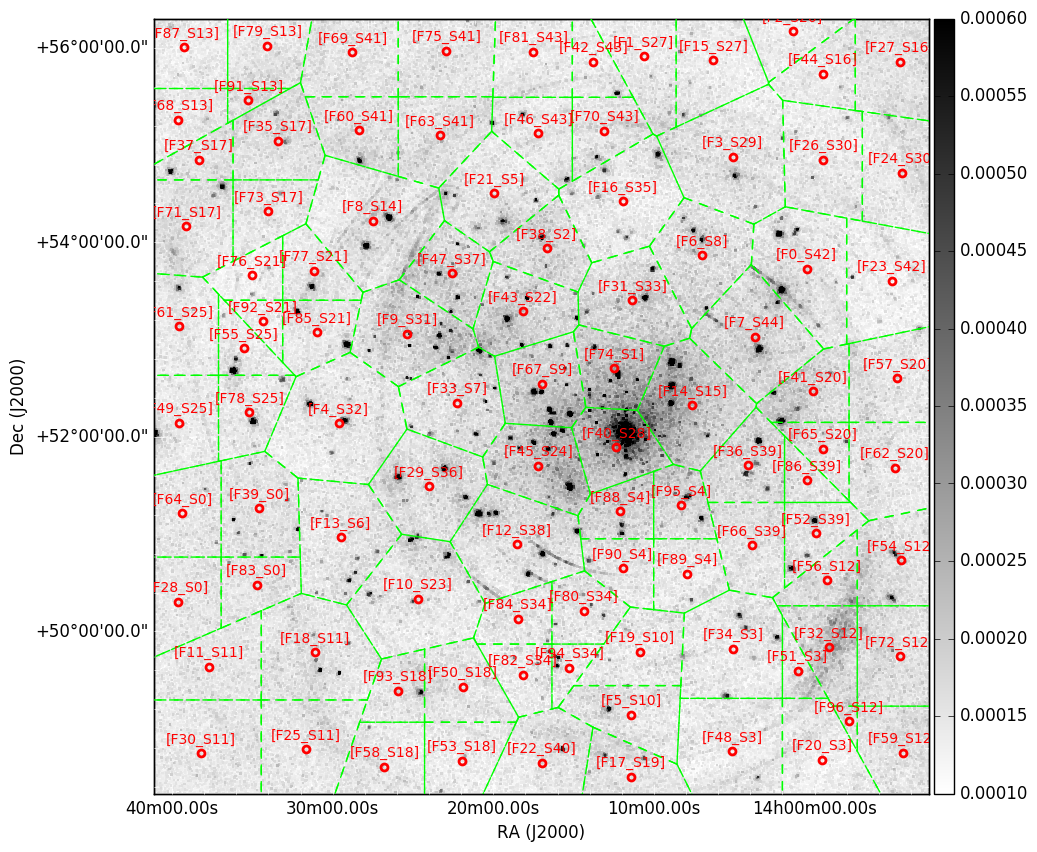 0.00060
0.00055
0.00050
0.00045
0.00040
0.00035
0.00030
0.00025
0.00020
0.00015
0.00010
+56°00'00.0"
+54°00'00.0"
+52°00'00.0"
+50°00'00.0"
Dec (J2000)
40m00.00s
30m00.00s
20m00.00s
10m00.00s
14h00m00.00s
RA (J2000)
F87_S13]
[F79_S13]
[F69_S41]
[F75_S41]
[F81_S43]
[F42_S43]
[F1_S27]
[F15_S27]
[F44_S16]
[F27_S16
[F91_S13]
F68_S13]
[F35_S17]
[F37_S17]
[F60_S41]
[F63_S41]
[F46_S43]
[F70_S43]
[F3_S29]
[F26_S30]
[F24_S30
[F73_S17]
[F71_S17]
[F8_S14]
[F21_S5]
[F16_S35]
[F38_S2]
[F6_S8]
[F0_S42]
[F23_S42]
[F76_S21]
[F77_S21]
[F47_S37]
[F43_S22]
[F31_S33]
[F92_S21]
[F85_S21]
F61_S25]
[F55_S25]
[F9_S31]
[F7_S44]
[F74_S1]
[F67_S9]
[F57_S20]
[F41_S20]
[F14_S15]
[F33_S7]
[F78_S25]
F49_S25]
[F4_S32]
[F40_S28]
[F45_S24]
[F65_S20]
[F36_S39]
[F86_S39]
[F62_S20]
[F29_S36]
[F64_S0]
[F39_S0]
[F13_S6]
[F88_S4]
[F95_S4]
[F12_S38]
[F66_S39]
[F52_S39]
[F54_S12
[F90_S4]
[F89_S4]
[F56_S12]
[F83_S0]
[F28_S0]
[F10_S23]
[F84_S34]
[F80_S34]
[F18_S11]
[F11_S11]
[F19_S10]
[F34_S3]
[F32_S12]
[F72_S12
[F51_S3]
[F93_S18]
[F50_S18]
[F82_S34]
[F94_S34]
[F5_S10]
[F96_S12]
[F30_S11]
[F25_S11]
[F58_S18]
[F53_S18]
[F22_S40]
[F17_S19]
[F48_S3]
[F20_S3]
[F59_S12